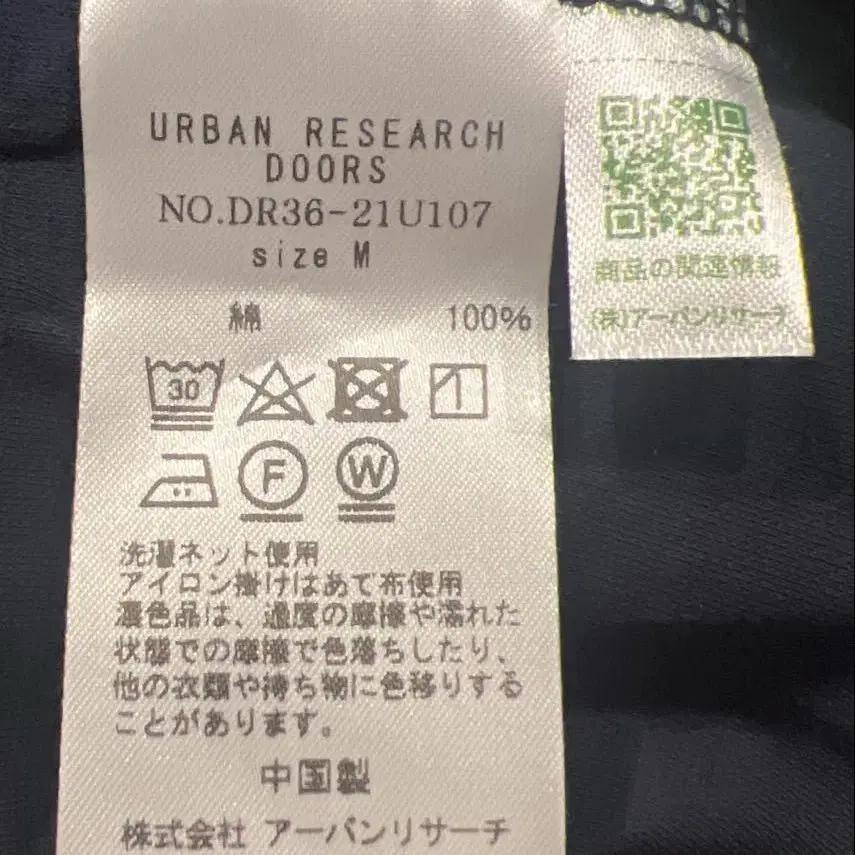 URBAN RESEARCH
DOORS
NO.DR36-21U107
size M
綿 100%
30
F W
洗濯ネット使用
アイロン掛けはあて布使用
濃色品は、過度の摩擦や濡れた
状態での摩擦で色落ちしたり、
他の衣類や持ち物に色移りする
ことがあります。
中国製
株式会社 アーバンリサーチ
商品の関連情報
(株)アーバンリサーチ